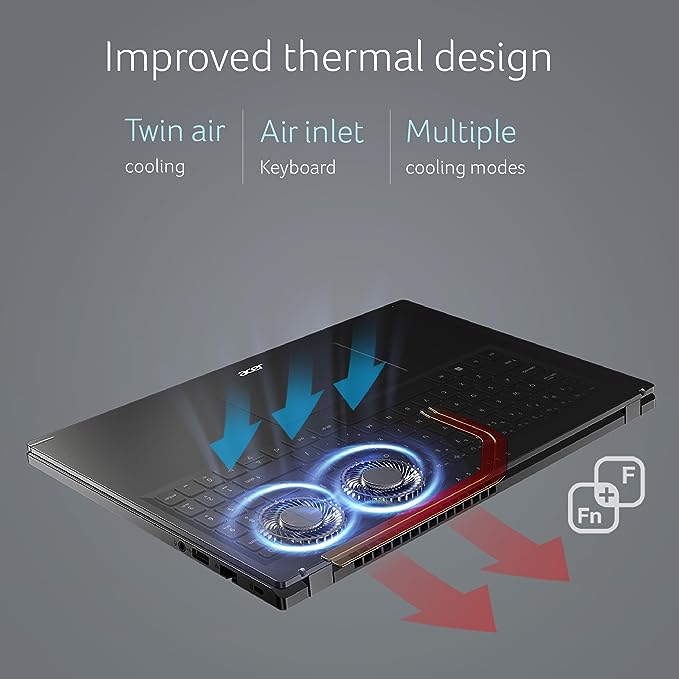 Improved thermal design
Twin air
cooling
Air inlet
Keyboard
Multiple
cooling modes
acer
F
+
Fn